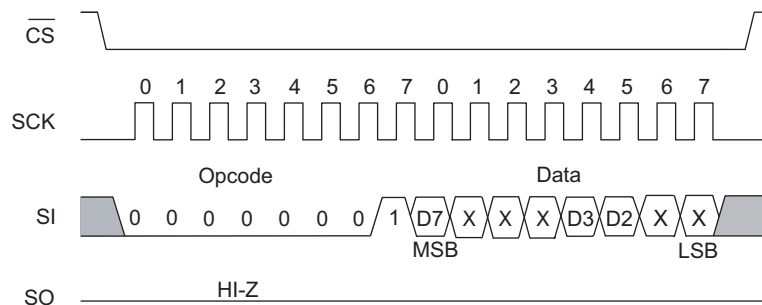 CS
0 1 2 3 4 5 6 7 0 1 2 3 4 5 6 7
SCK
Opcode Data
SI 0 0 0 0 0 0 0 1 D7 X X X D3 D2 X X
MSB LSB
HI-Z
SO